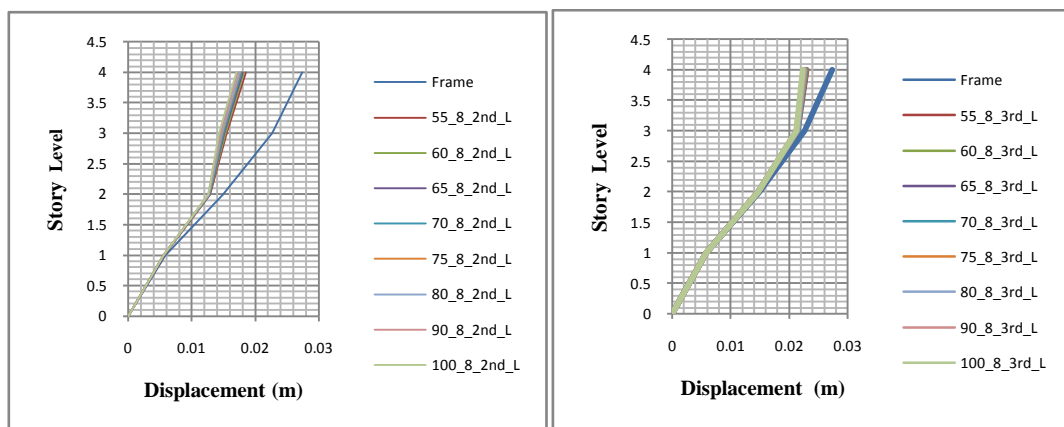 4.5
4
3.5
3
2.5
2
1.5
1
0.5
0
0 0.01 0.02 0.03
Story Level
Displacement (m)
Frame
55_8_2nd_L
60_8_2nd_L
65_8_2nd_L
70_8_2nd_L
75_8_2nd_L
80_8_2nd_L
90_8_2nd_L
100_8_2nd_L
4.5
4
3.5
3
2.5
2
1.5
1
0.5
0
0 0.01 0.02 0.03
Story Level
Displacement (m)
Frame
55_8_3rd_L
60_8_3rd_L
65_8_3rd_L
70_8_3rd_L
75_8_3rd_L
80_8_3rd_L
90_8_3rd_L
100_8_3rd_L